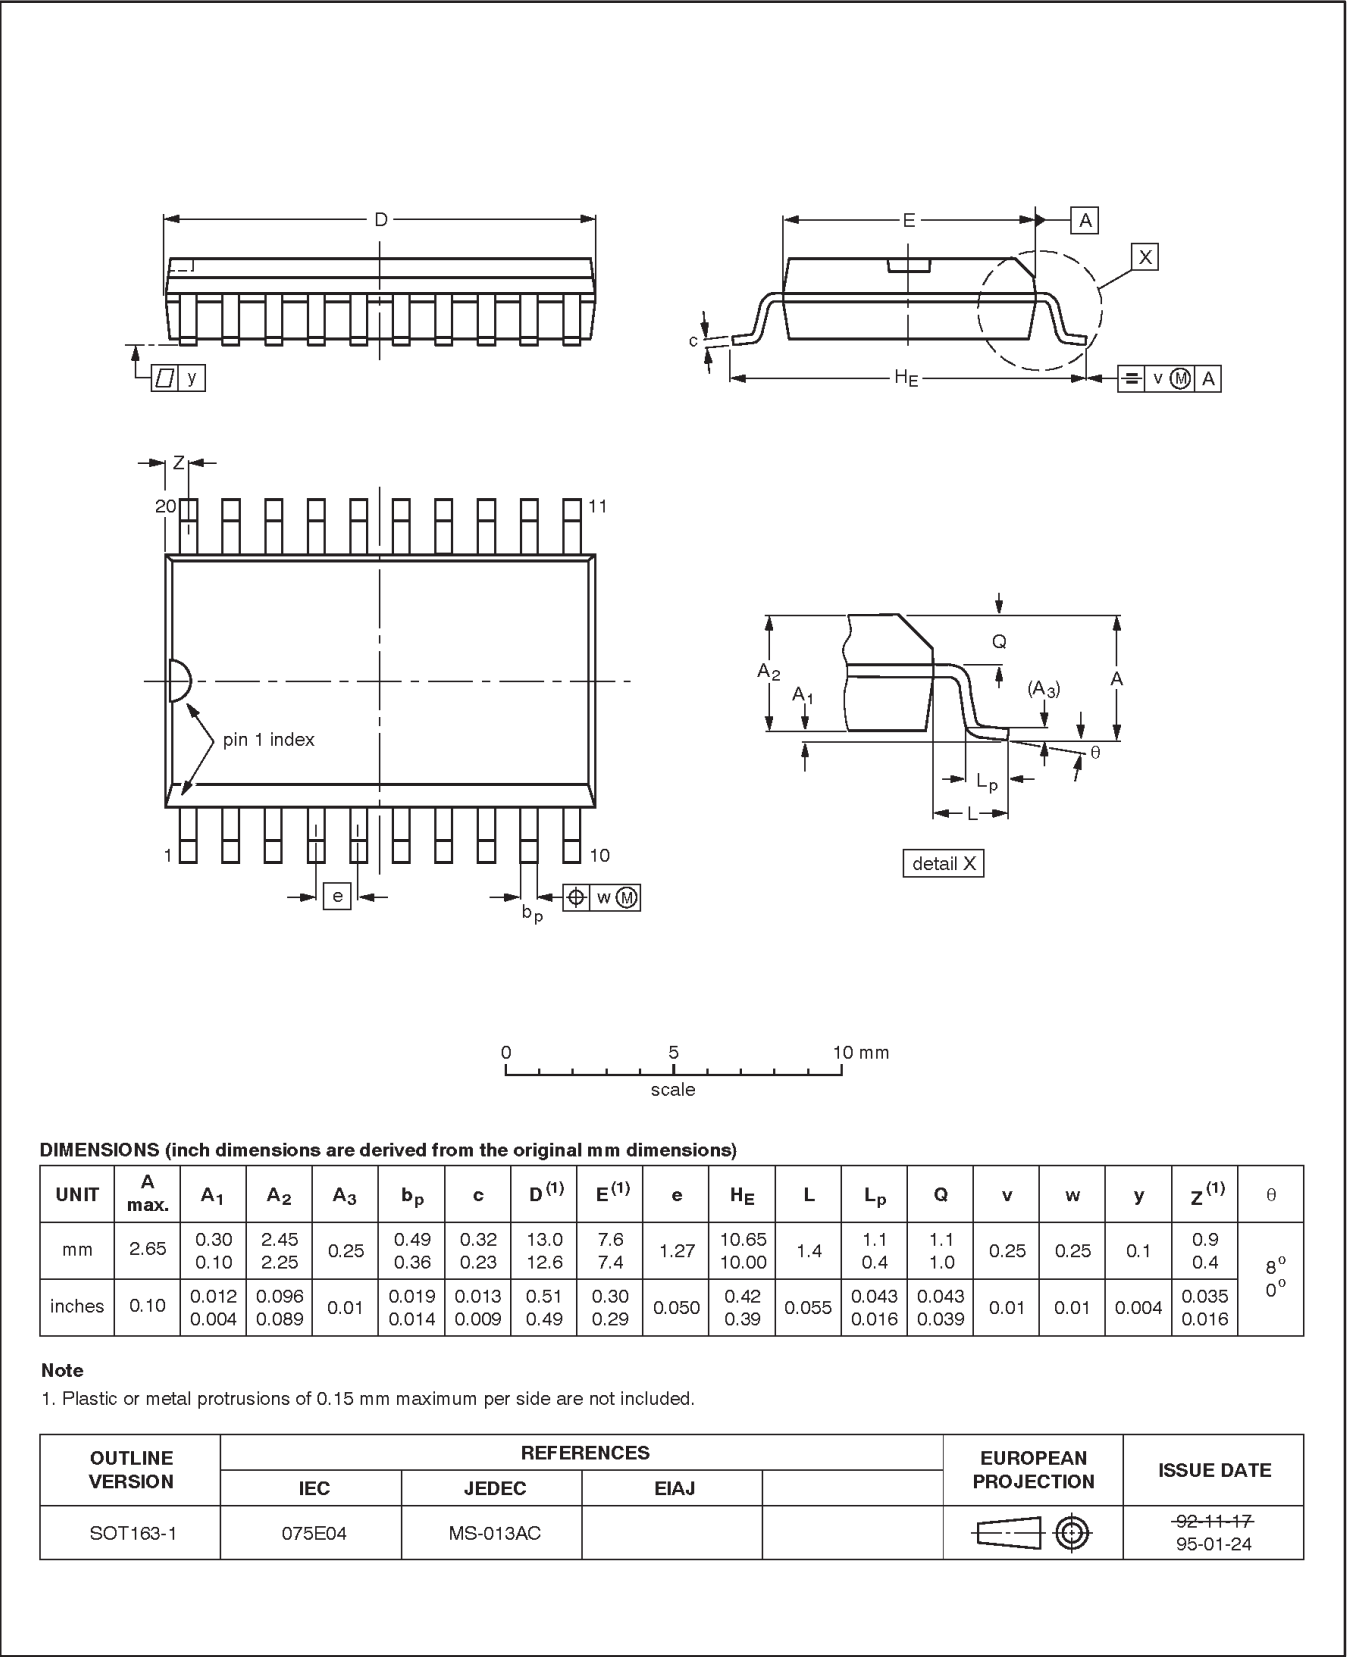 D
E
A
X
c
y
HE
v M A
Z
20
11
pin 1 index
1
10
e
bp
w M
Q
A2
A1
(A3)
A
θ
Lp
L
detail X
0 5 10 mm
scale
DIMENSIONS (inch dimensions are derived from the original mm dimensions)
UNIT A max. A1 A2 A3 bp c D(1) E(1) e HE L Lp Q v w y Z(1) θ
mm 2.65 0.30 0.10 2.45 2.25 0.25 0.49 0.36 0.32 0.23 13.0 12.6 7.6 7.4 1.27 10.65 10.00 1.4 1.1 0.4 1.1 1.0 0.25 0.25 0.1 0.9 0.4 8° 0°
inches 0.10 0.012 0.004 0.096 0.089 0.01 0.019 0.014 0.013 0.009 0.51 0.49 0.30 0.29 0.050 0.42 0.39 0.055 0.043 0.016 0.043 0.039 0.01 0.01 0.004 0.035 0.016
Note
1. Plastic or metal protrusions of 0.15 mm maximum per side are not included.
OUTLINE VERSION REFERENCES EUROPEAN PROJECTION ISSUE DATE
IEC JEDEC EIAJ
SOT163-1 075E04 MS-013AC 92-11-17
95-01-24